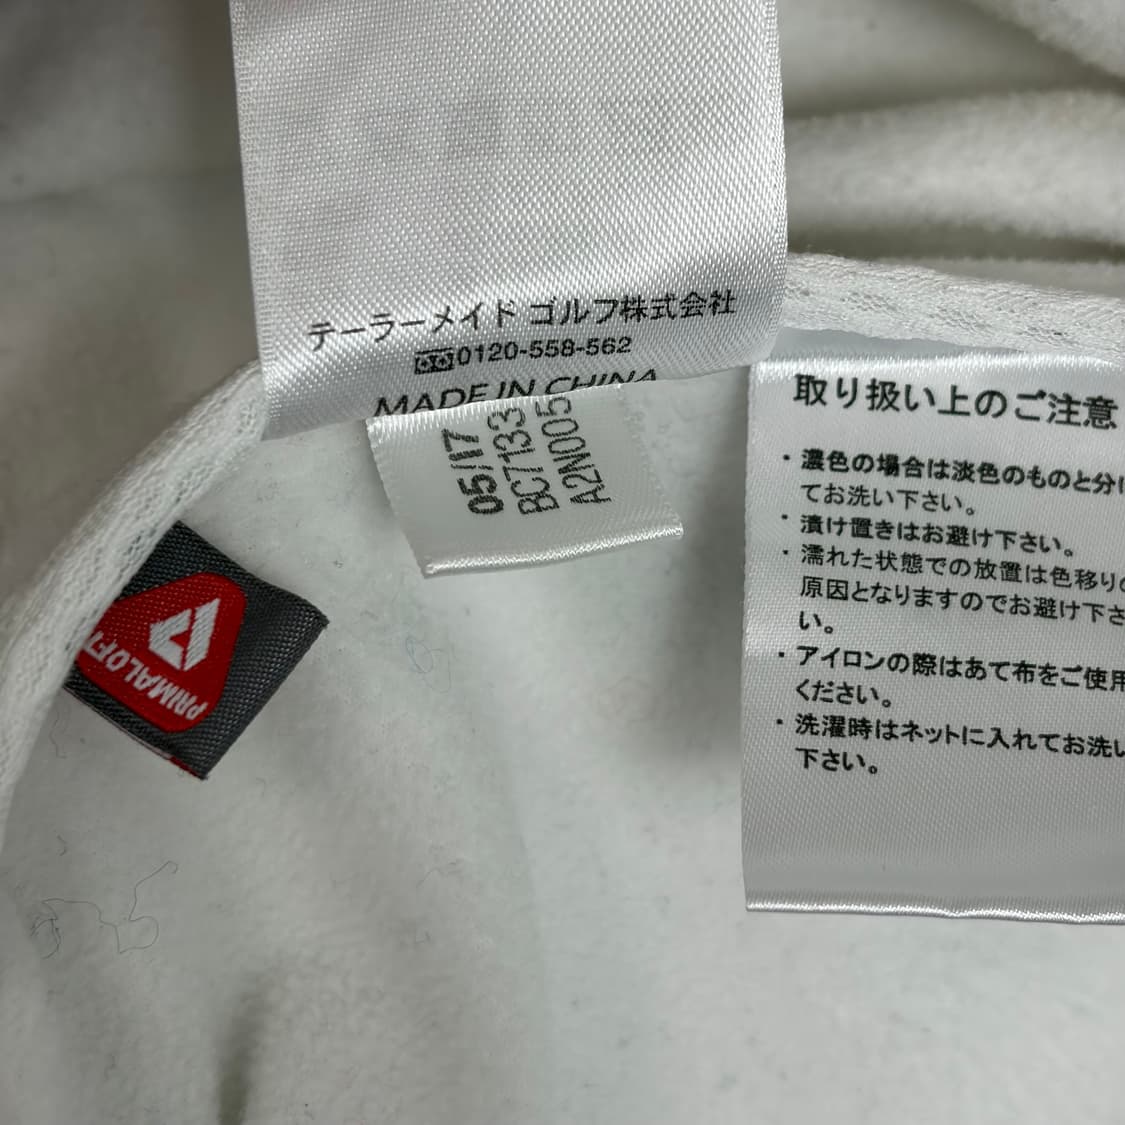 テーラーメイド ゴルフ株式会社
0120-558-562
MADE IN CHINA
05/17
BC7133
A2N005
PRIMALOFT
取り扱い上のご注意
・濃色の場合は淡色のものと分け
てお洗い下さい。
・漬け置きはお避け下さい。
・濡れた状態での放置は色移りの
原因となりますのでお避け下さ
い。
・アイロンの際はあて布をご使用
ください。
・洗濯時はネットに入れてお洗い
下さい。